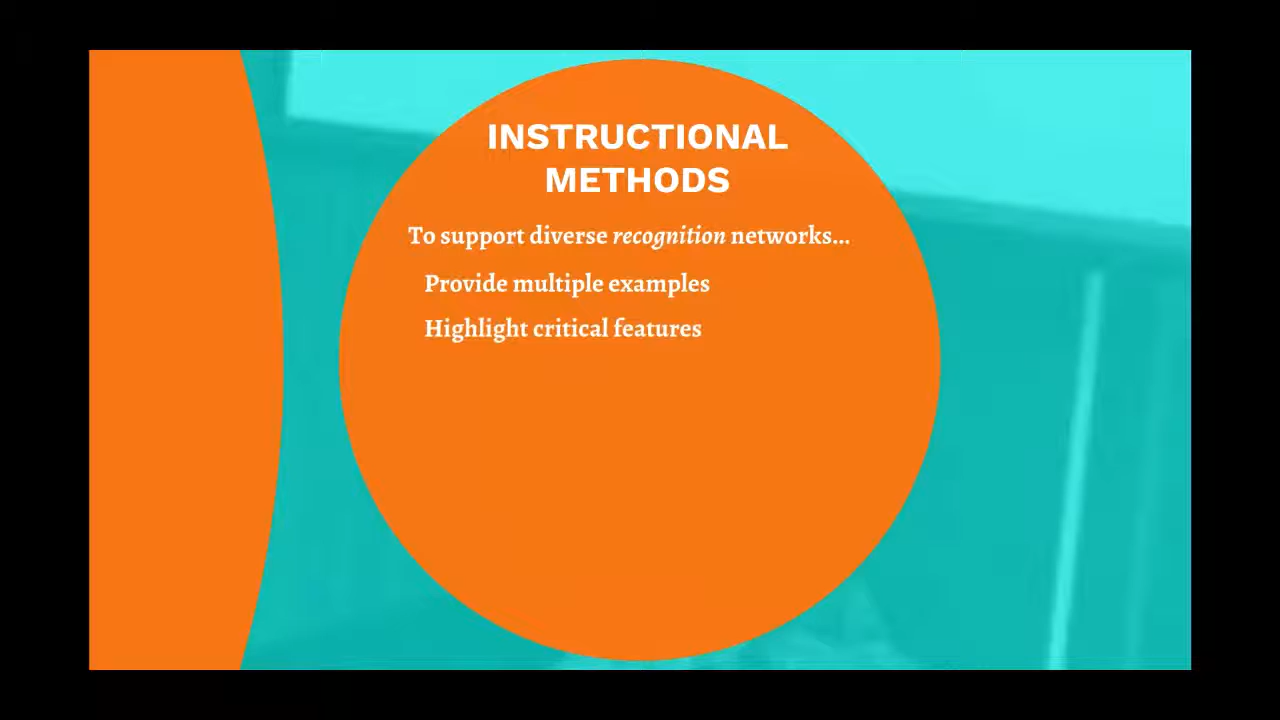 INSTRUCTIONAL
METHODS
To support diverse recognition networks...
Provide multiple examples
Highlight critical features